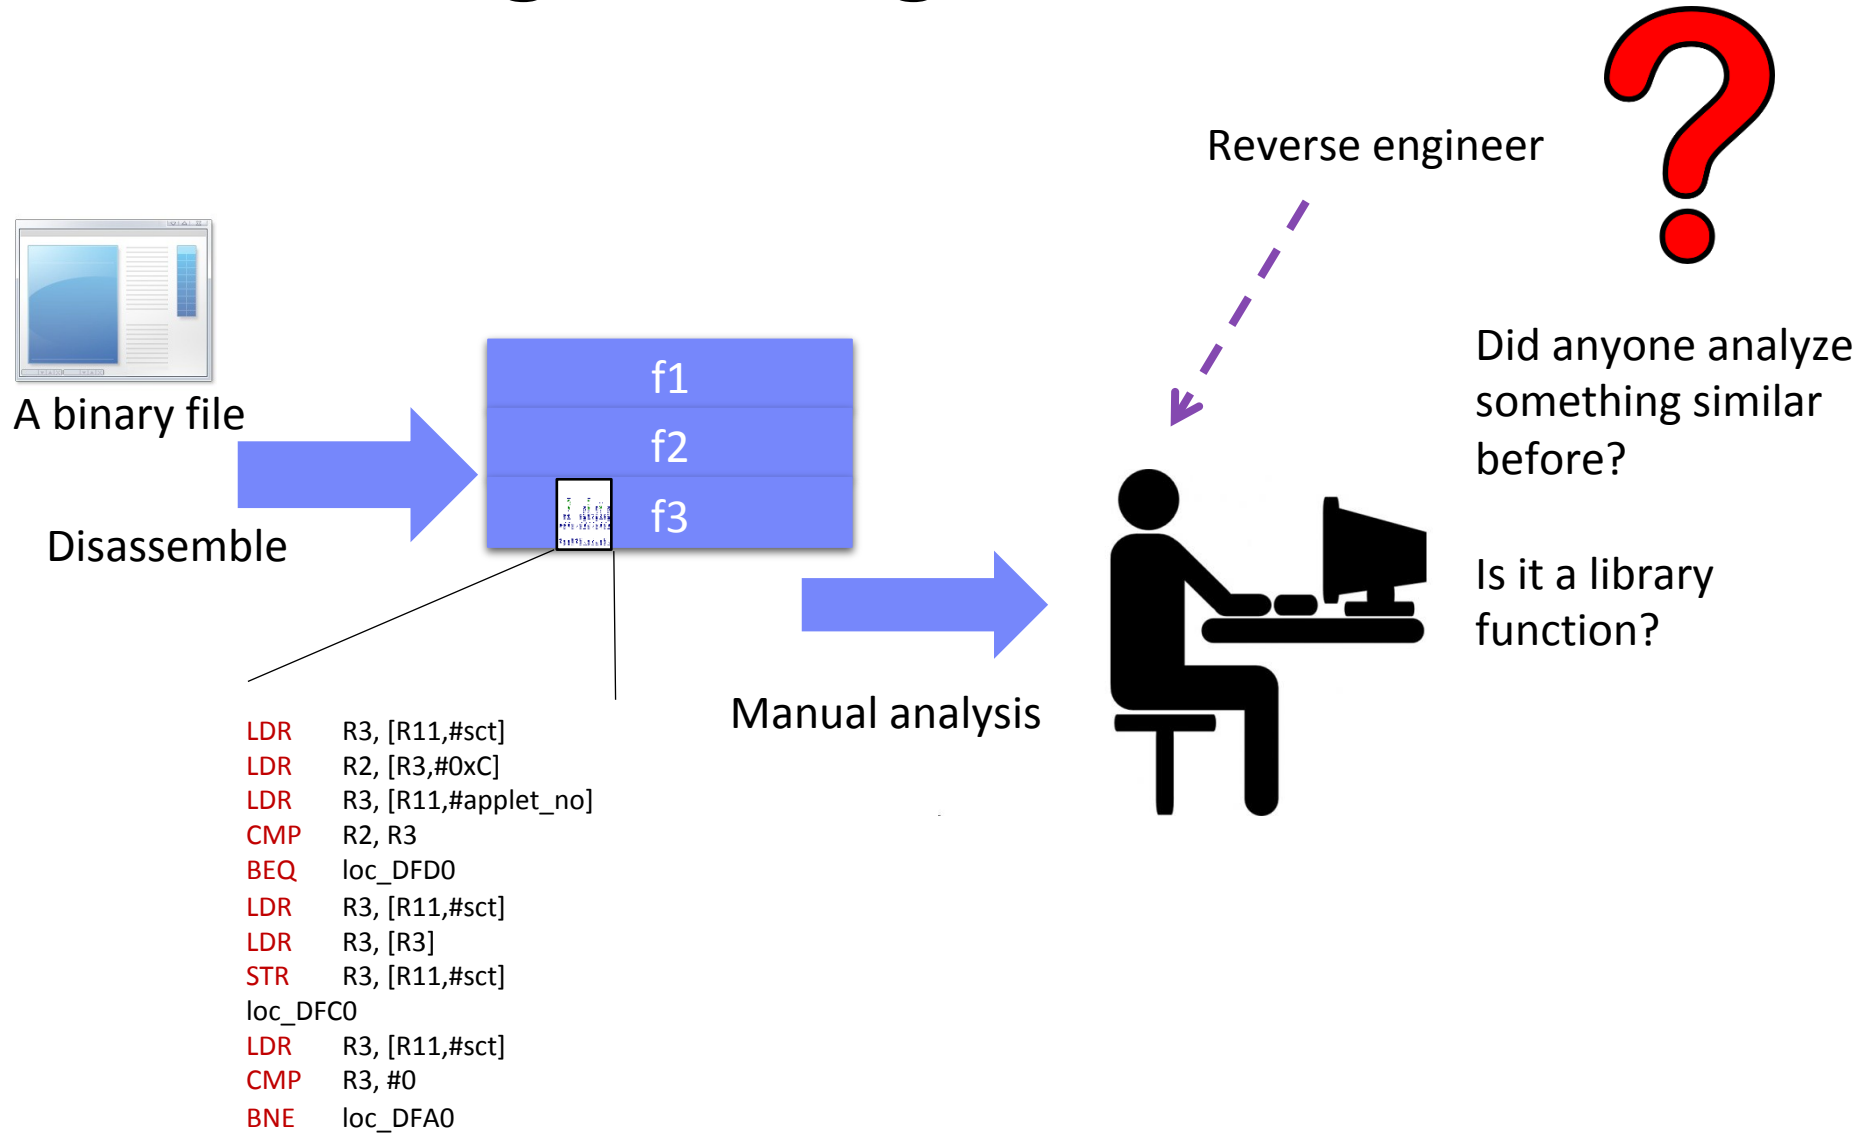 Reverse engineer
A binary file
Disassemble
f1
f2
f3
Manual analysis
Did anyone analyze
something similar
before?
Is it a library
function?
LDR R3, [R11,#sct]
LDR R2, [R3,#0xC]
LDR R3, [R11,#applet_no]
CMP R2, R3
BEQ loc_DFD0
LDR R3, [R11,#sct]
LDR R3, [R3]
STR R3, [R11,#sct]
loc_DFC0
LDR R3, [R11,#sct]
CMP R3, #0
BNE loc_DFA0